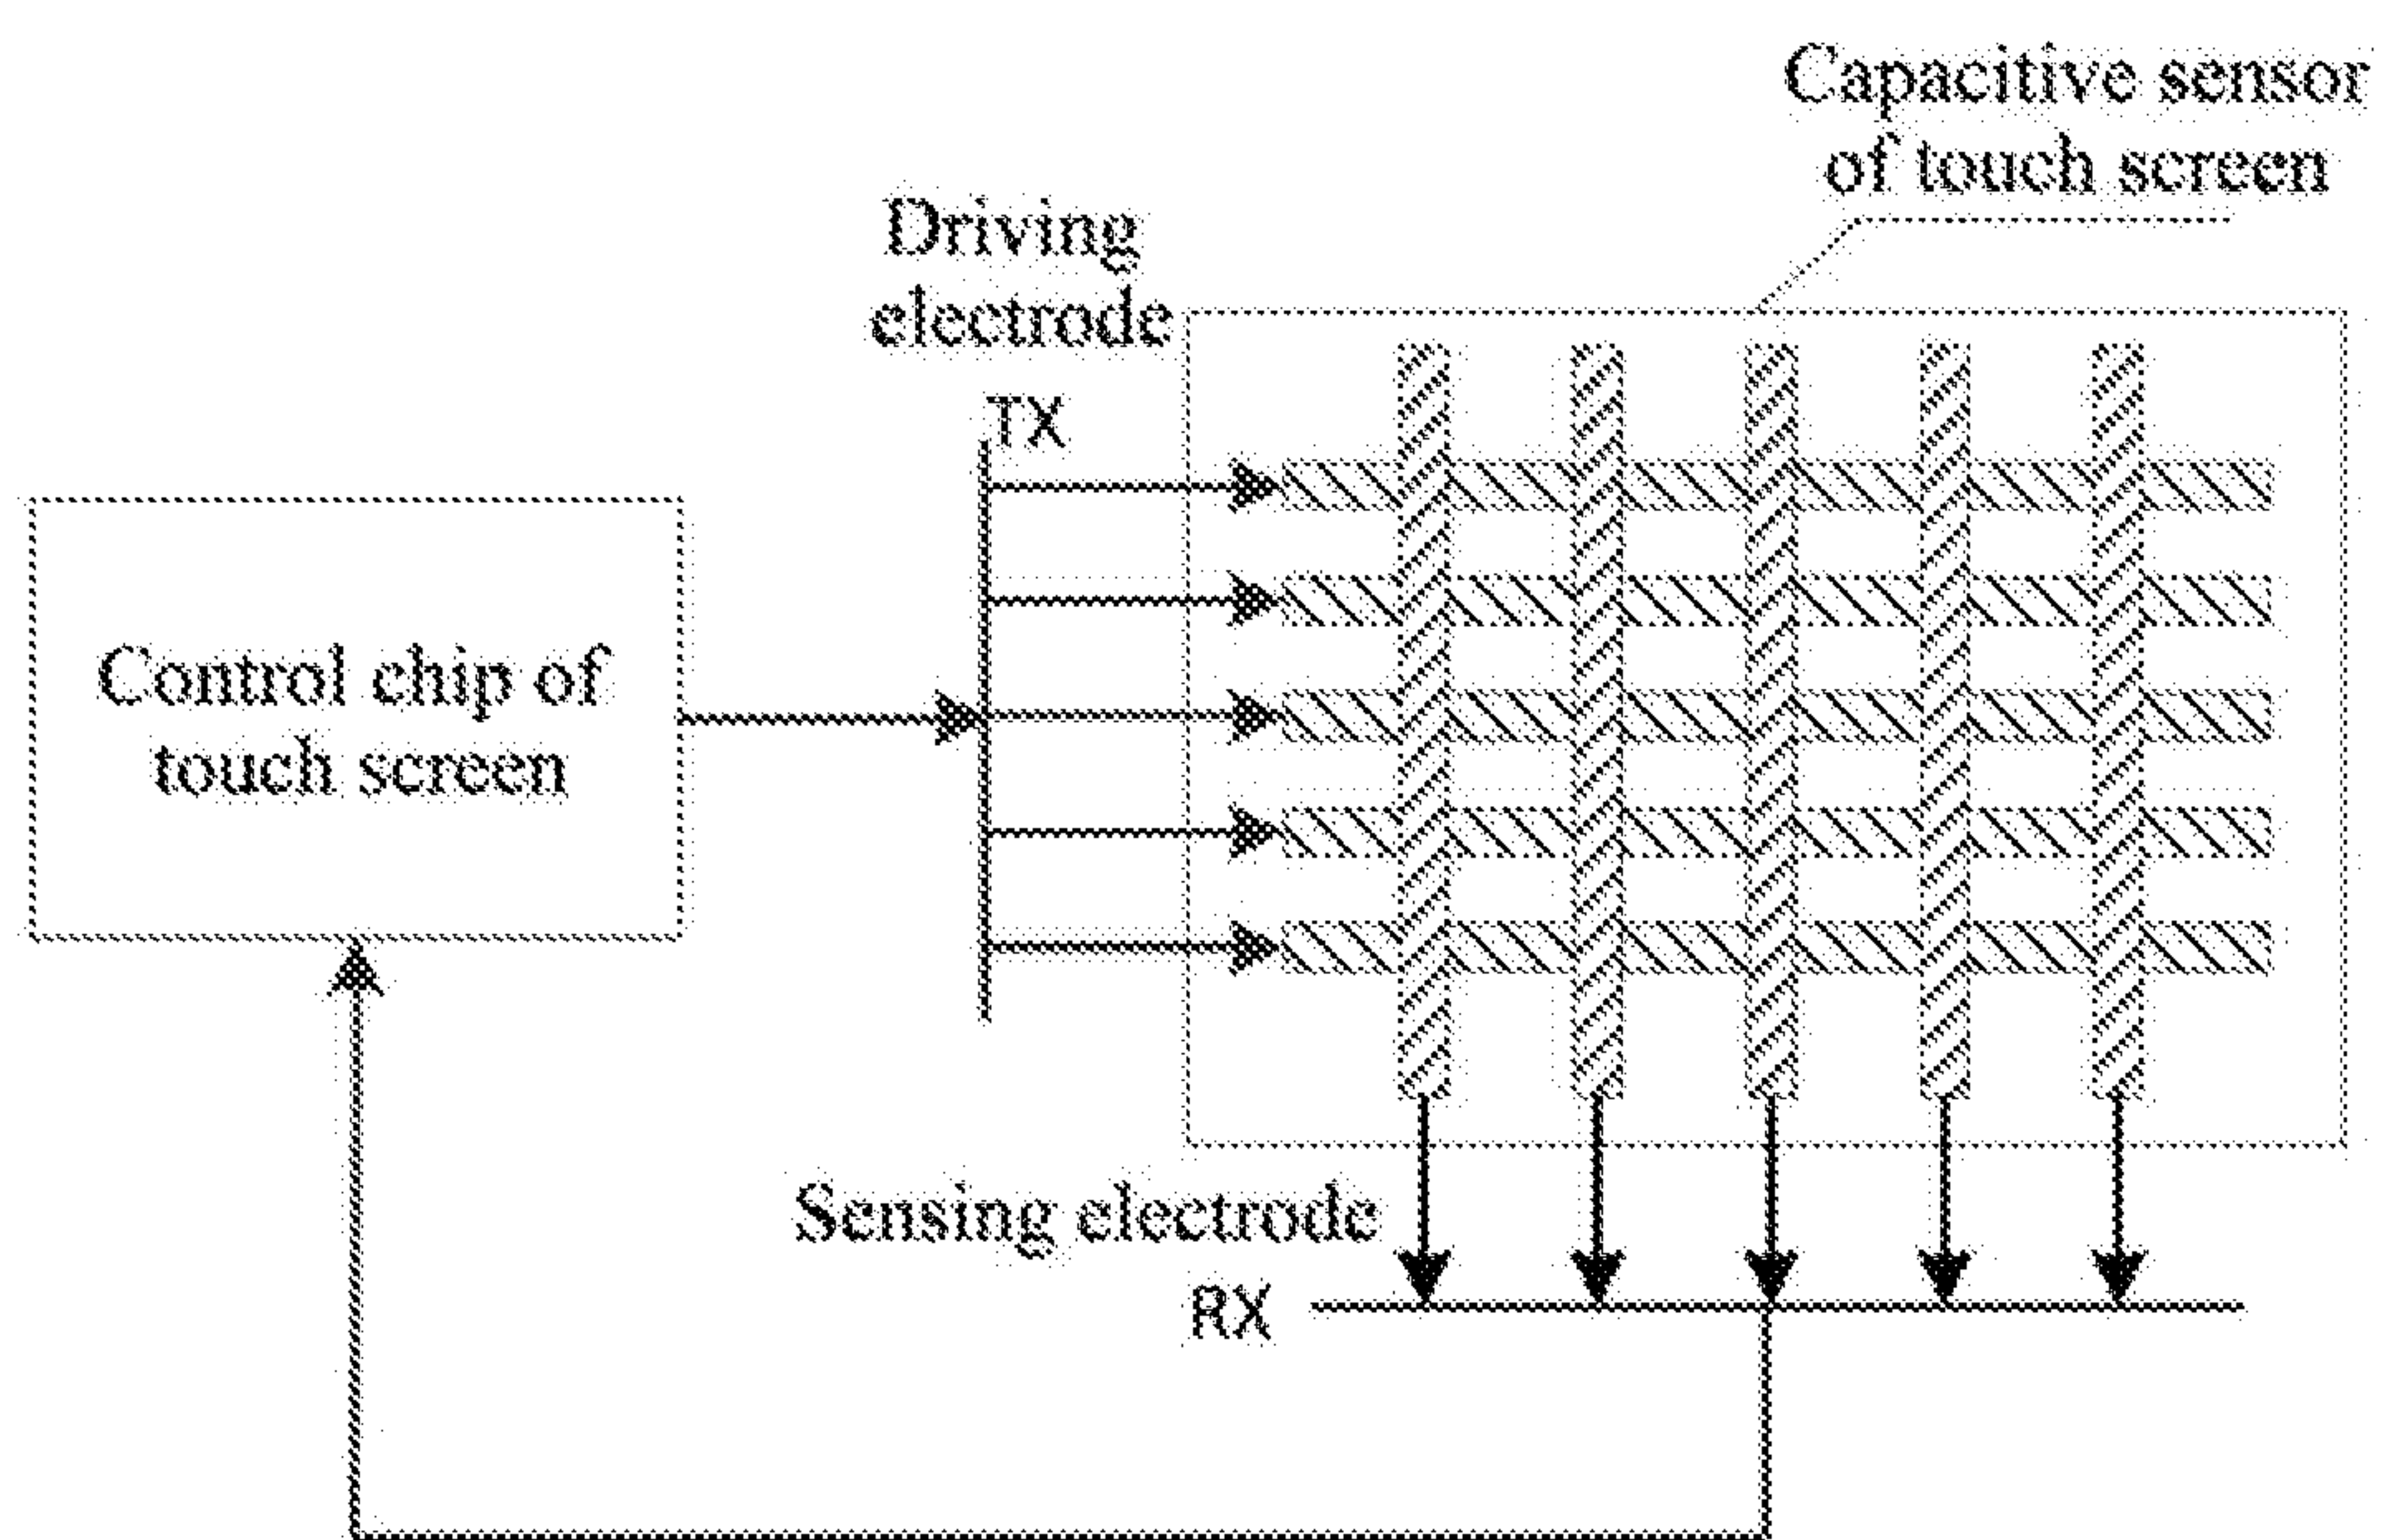 Capacitive sensor
of touch screen
Driving
electrode
TX
Control chip of
touch screen
Sensing electrode
RX